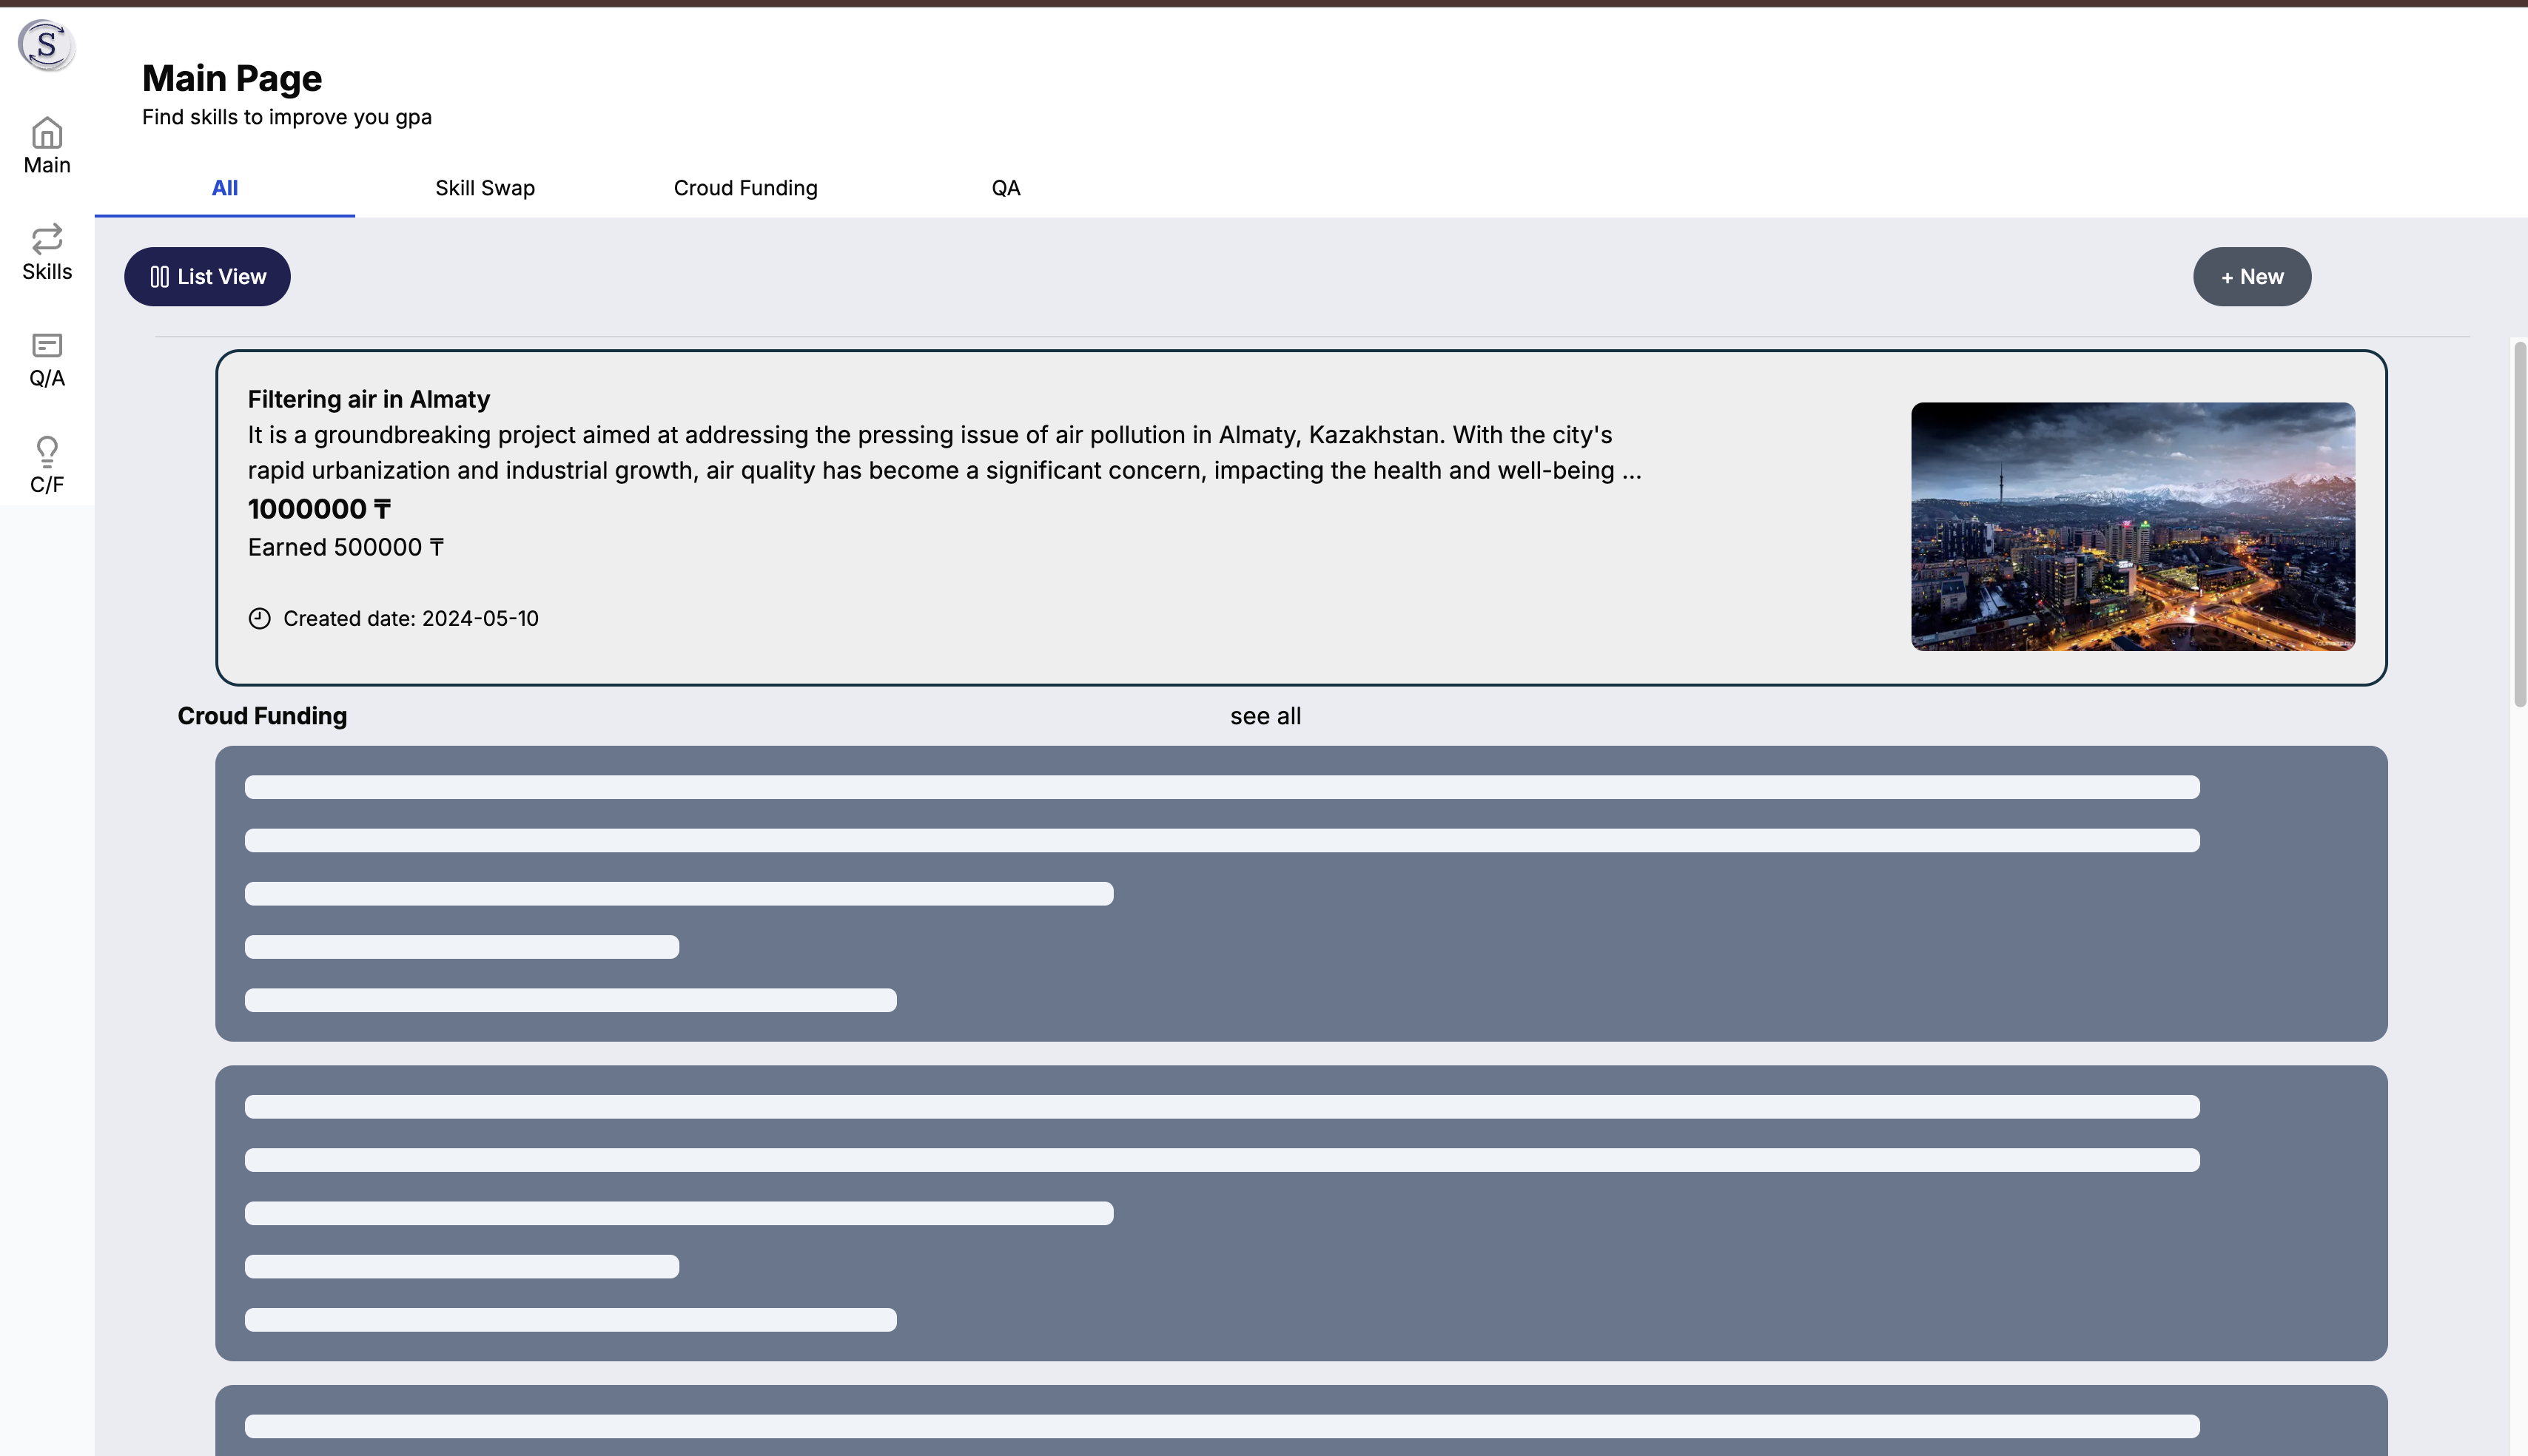 S
Main Page
Find skills to improve you gpa
Main
Skills
Q/A
C/F
All
Skill Swap
Croud Funding
QA
List View
+ New
Filtering air in Almaty
It is a groundbreaking project aimed at addressing the pressing issue of air pollution in Almaty, Kazakhstan. With the city's
rapid urbanization and industrial growth, air quality has become a significant concern, impacting the health and well-being ...
1000000 ₸
Earned 500000 ₸
Created date: 2024-05-10
Croud Funding
see all